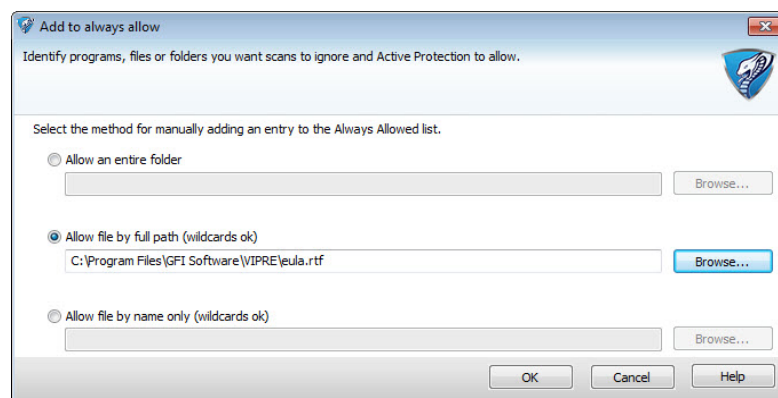 Add to always allow
Identify programs, files or folders you want scans to ignore and Active Protection to allow.
Select the method for manually adding an entry to the Always Allowed list.
Allow an entire folder
Browse...
Allow file by full path (wildcards ok)
C:\Program Files\GFI Software\VIPRE\eula.rtf
Browse...
Allow file by name only (wildcards ok)
Browse...
OK Cancel Help